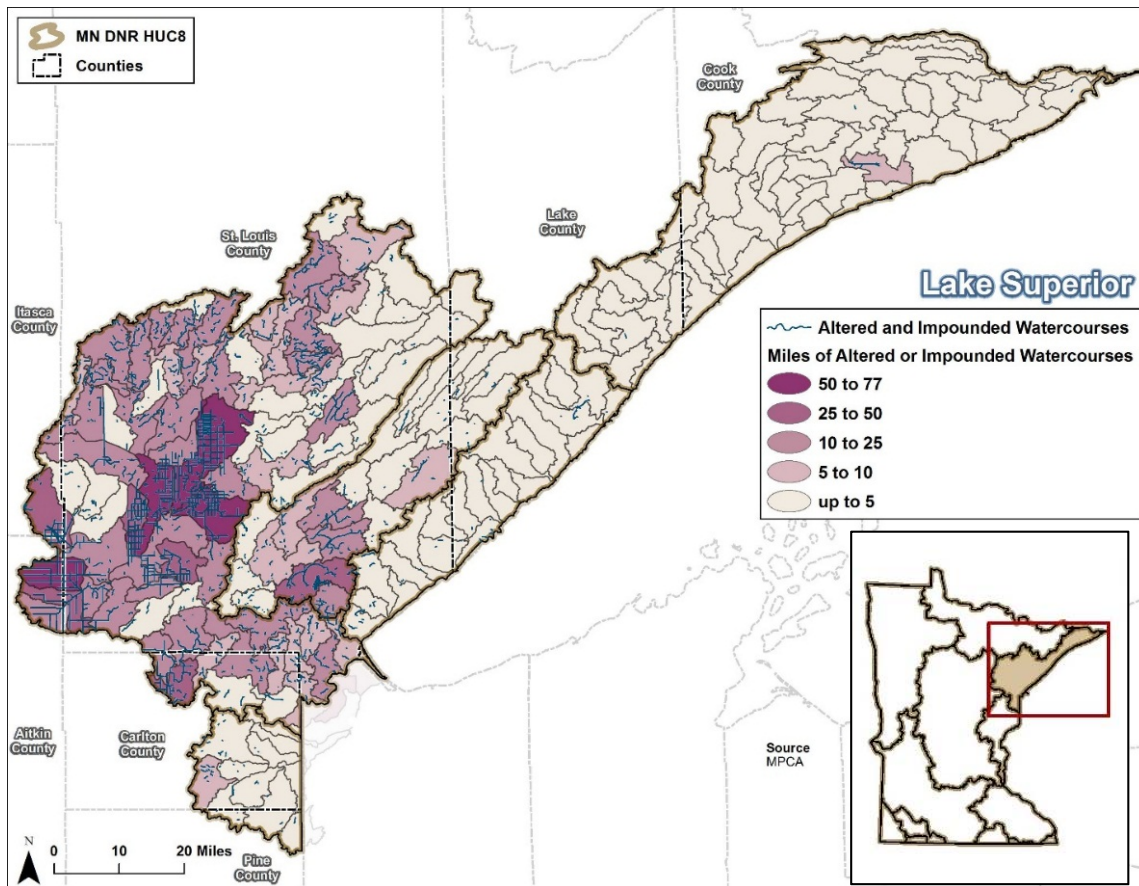 MN DNR HUC8
Counties
Cook
County
Lake
County
St. Louis
County
Itasca
County
Lake Superior
Altered and Impounded Watercourses
Miles of Altered or Impounded Watercourses
50 to 77
25 to 50
10 to 25
5 to 10
up to 5
Aitkin
County
Carlton
County
Source
MPCA
N
0 10 20 Miles
Pine
County